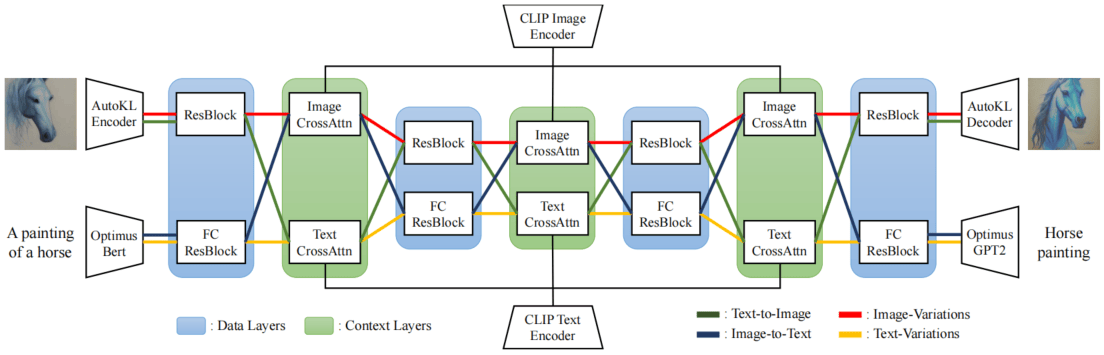 CLIP Image
Encoder
AutoKL
Encoder
ResBlock
Image
CrossAttn
ResBlock
Image
CrossAttn
ResBlock
Image
CrossAttn
ResBlock
AutoKL
Decoder
A painting
of a horse
Optimus
Bert
FC
ResBlock
Text
CrossAttn
FC
ResBlock
Text
CrossAttn
FC
ResBlock
Text
CrossAttn
FC
ResBlock
Optimus
GPT2
Horse
painting
CLIP Text
Encoder
: Data Layers
: Context Layers
: Text-to-Image
: Image-Variations
: Image-to-Text
: Text-Variations